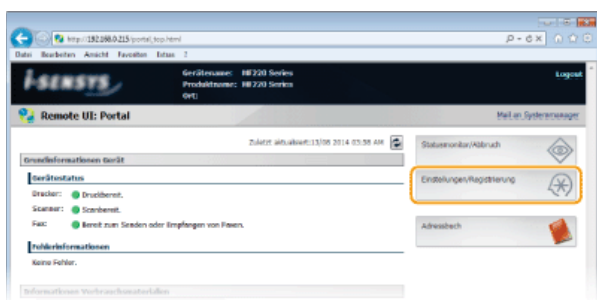 http://192.168.0.215/portal_top.html
Datei Bearbeiten Ansicht Favoriten Extras ?
i-SENSYS
Gerätename: MF220 Series
Produktname: MF220 Series
Ort:
Logout
Remote UI: Portal
Mail an Systemmanager
Zuletzt aktualisiert:13/08 2014 03:58 AM
Grundinformationen Gerät
Gerätestatus
Drucker: Druckbereit.
Scanner: Scanbereit.
Fax: Bereit zum Senden oder Empfangen von Faxen.
Fehlerinformationen
Keine Fehler.
Informationen Verbrauchsmaterialien
Statusmonitor/Abbruch
Einstellungen/Registrierung
Adressbuch